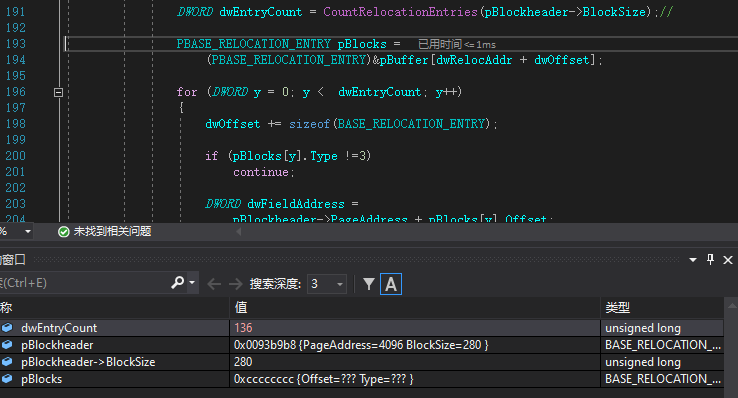 191 DWORD dwEntryCount = CountRelocationEntries(pBlockheader->BlockSize);//
192
193 PBASE_RELOCATION_ENTRY pBlocks = 已用时间 <= 1ms
194 (PBASE_RELOCATION_ENTRY)&pBuffer[dwRelocAddr + dwOffset];
195
196 for (DWORD y = 0; y < dwEntryCount; y++)
197 {
198 dwOffset += sizeof(BASE_RELOCATION_ENTRY);
199
200 if (pBlocks[y].Type !=3)
201 continue;
202
203 DWORD dwFieldAddress =
204 pBlockheader->PageAddress + pBlocks[y].Offset;
% 未找到相关问题
窗口
(Ctrl+E) 搜索深度: 3 A
称 值 类型
dwEntryCount 136 unsigned long
pBlockheader 0x0093b9b8 {PageAddress=4096 BlockSize=280 } BASE_RELOCATION_...
pBlockheader->BlockSize 280 unsigned long
pBlocks 0xcccccccc {Offset=??? Type=??? } BASE_RELOCATION_...